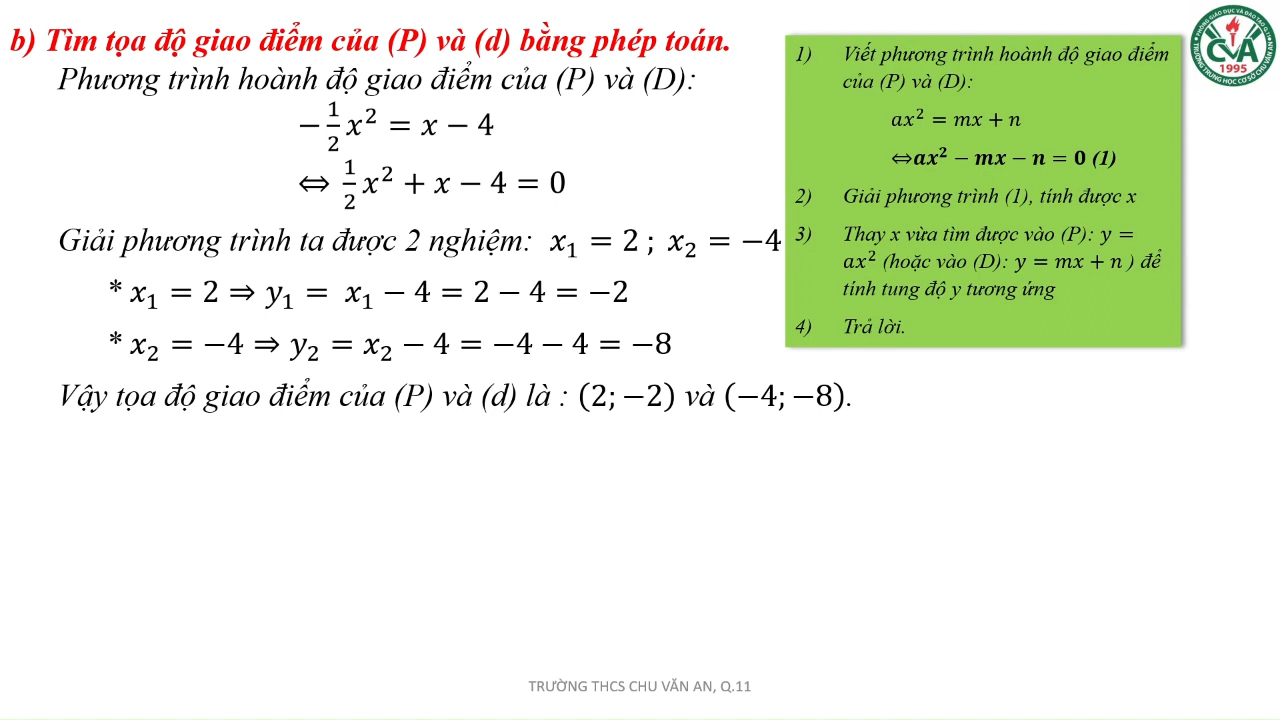 b) Tìm tọa độ giao điểm của (P) và (d) bằng phép toán.
Phương trình hoành độ giao điểm của (P) và (D):
−1/2 x² = x − 4
⇔ 1/2 x² + x − 4 = 0
Giải phương trình ta được 2 nghiệm: x₁ = 2 ; x₂ = −4
* x₁ = 2 ⇒ y₁ = x₁ − 4 = 2 − 4 = −2
* x₂ = −4 ⇒ y₂ = x₂ − 4 = −4 − 4 = −8
Vậy tọa độ giao điểm của (P) và (d) là : (2; −2) và (−4; −8).
1) Viết phương trình hoành độ giao điểm
của (P) và (D):
ax² = mx + n
⇔ax² − mx − n = 0 (1)
2) Giải phương trình (1), tính được x
3) Thay x vừa tìm được vào (P): y =
ax² (hoặc vào (D): y = mx + n ) để
tính tung độ y tương ứng
4) Trả lời.
CVA
1995
TRƯỜNG THCS CHU VĂN AN, Q.11